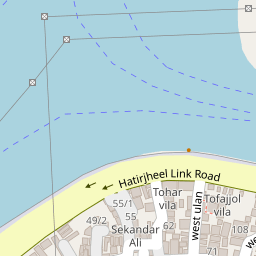 Hatirjheel Link Road
Tohar
vila
Tofajjol
vila
west ulan
55/1
49/2
55
62
108
Sekandar
Ali
71